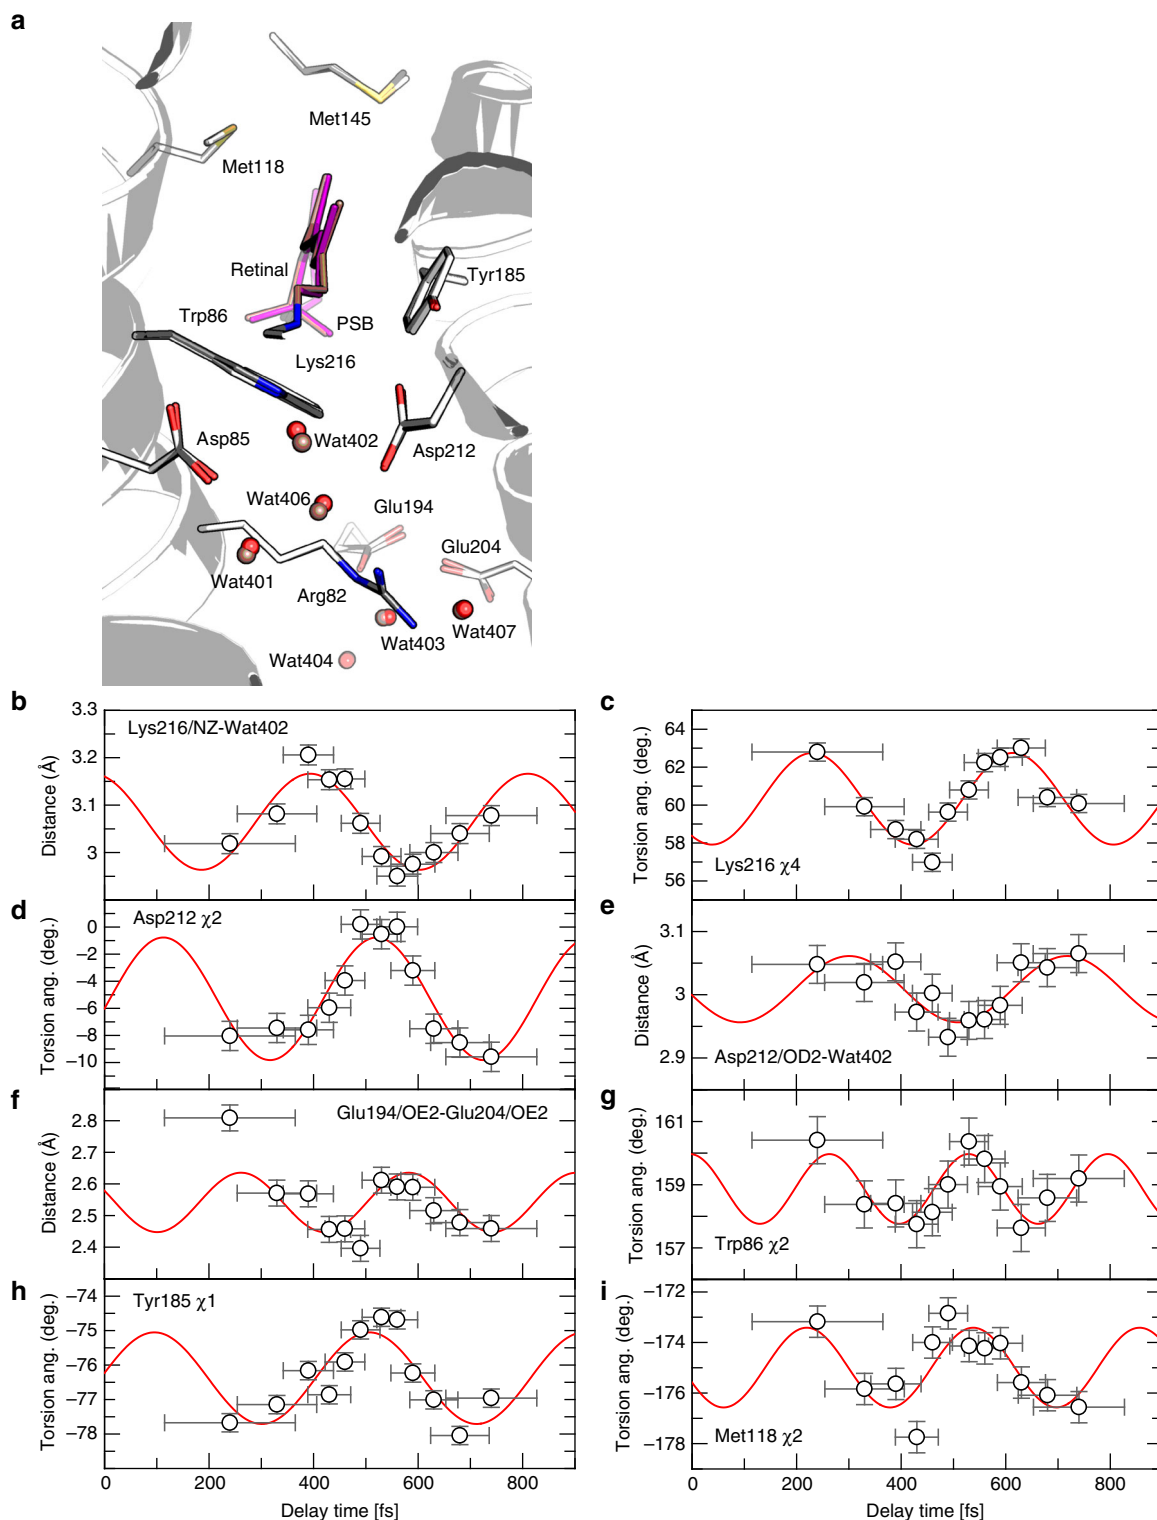 a
Met145
Met118
Retinal
Tyr185
Trp86
PSB
Lys216
Asp85
Wat402
Asp212
Wat406
Glu194
Glu204
Wat401
Arg82
Wat403
Wat407
Wat404
b
Lys216/NZ-Wat402
Distance (Å)
3.3
3.2
3.1
3
c
Torsion ang. (deg.)
64
62
60
58
56
Lys216 χ4
d
Asp212 χ2
Torsion ang. (deg.)
0
−2
−4
−6
−8
−10
e
Distance (Å)
3.1
3
2.9
Asp212/OD2-Wat402
f
Glu194/OE2-Glu204/OE2
Distance (Å)
2.8
2.7
2.6
2.5
2.4
g
Torsion ang. (deg.)
161
159
157
Trp86 χ2
h
Tyr185 χ1
Torsion ang. (deg.)
−74
−75
−76
−77
−78
0 200 400 600 800
Delay time [fs]
i
Torsion ang. (deg.)
−172
−174
−176
−178
Met118 χ2
0 200 400 600 800
Delay time [fs]